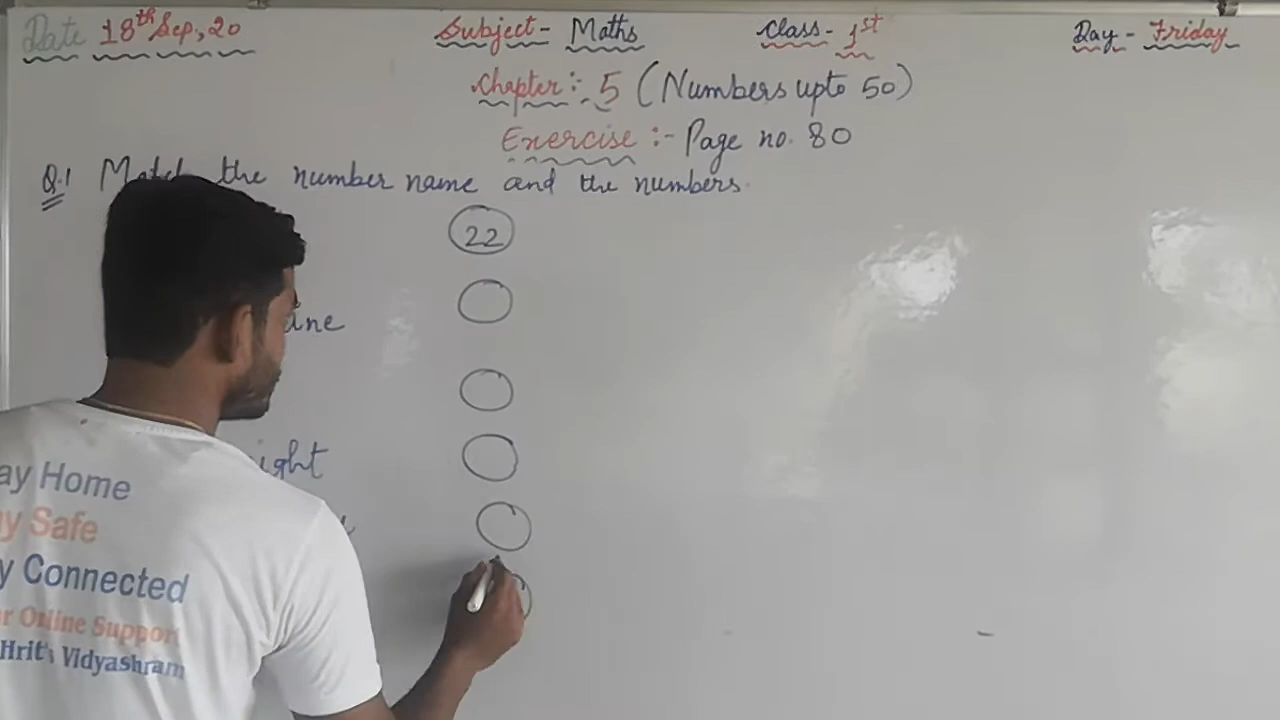 Date 18th Sep, 20 Subject- Maths Class- 1st Day - Friday
Chapter:- 5 (Numbers upto 50)
Exercise :- Page no. 80
Q.1 Match the number name and the numbers.
22
ine
ight
ay Home
y Safe
y Connected
r Online Support
Hrit's Vidyashram